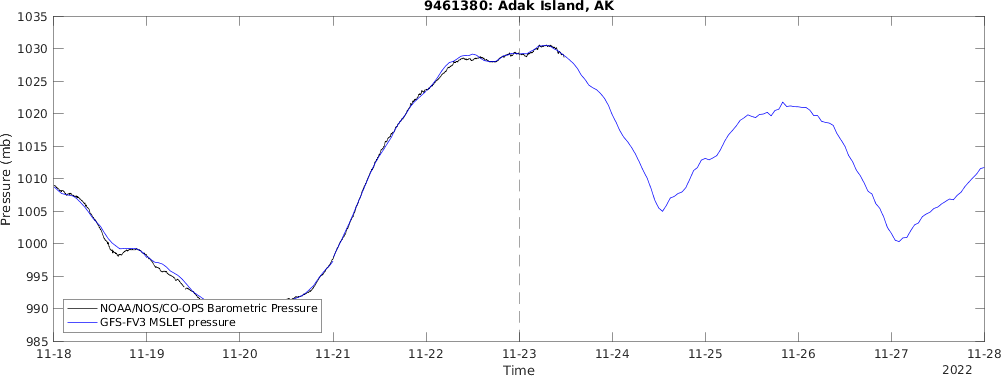 9461380: Adak Island, AK
1035
1030
1025
1020
1015
1010
1005
1000
995
990
985
Pressure (mb)
NOAA/NOS/CO-OPS Barometric Pressure
GFS-FV3 MSLET pressure
11-18 11-19 11-20 11-21 11-22 11-23 11-24 11-25 11-26 11-27 11-28
Time
2022